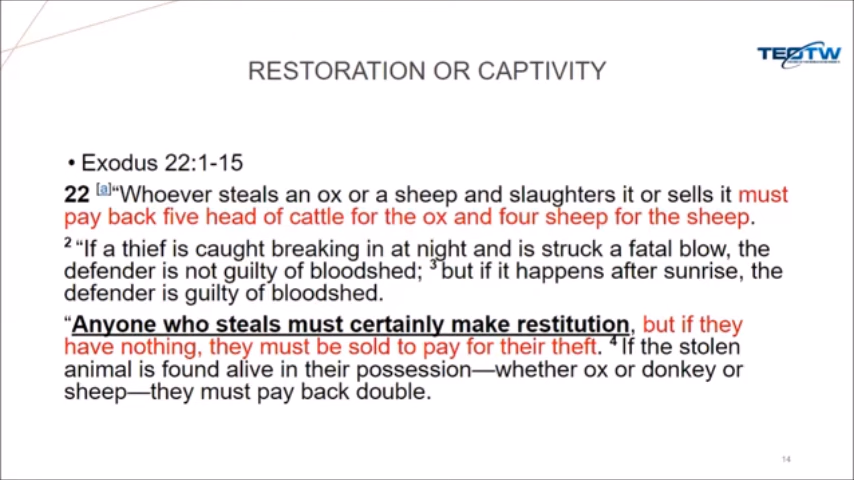 RESTORATION OR CAPTIVITY
TEOTW
• Exodus 22:1-15
22 [a]“Whoever steals an ox or a sheep and slaughters it or sells it must
pay back five head of cattle for the ox and four sheep for the sheep.
2 “If a thief is caught breaking in at night and is struck a fatal blow, the
defender is not guilty of bloodshed; 3 but if it happens after sunrise, the
defender is guilty of bloodshed.
“Anyone who steals must certainly make restitution, but if they
have nothing, they must be sold to pay for their theft. 4 If the stolen
animal is found alive in their possession—whether ox or donkey or
sheep—they must pay back double.
14